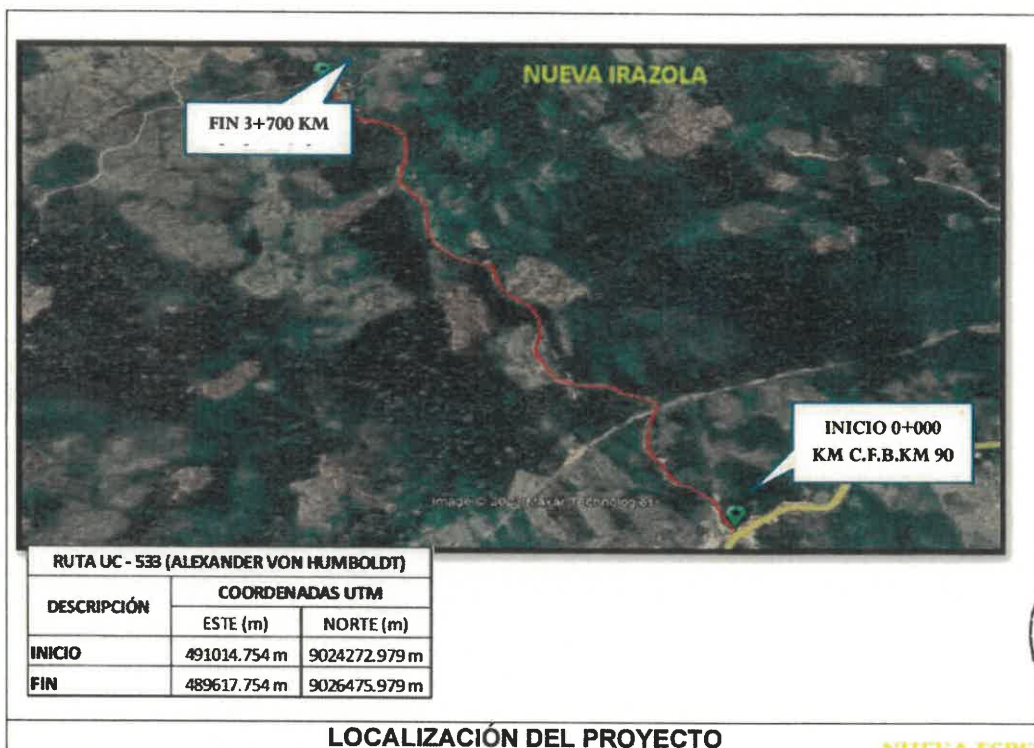 NUEVA IRAZOLA
FIN 3+700 KM
INICIO 0+000
KM C.F.B.KM 90
Image ©
RUTA UC - 533 (ALEXANDER VON HUMBOLDT)
DESCRIPCIÓN
COORDENADAS UTM
ESTE (m) NORTE (m)
INICIO 491014.754 m 9024272.979 m
FIN 489617.754 m 9026475.979 m
LOCALIZACIÓN DEL PROYECTO